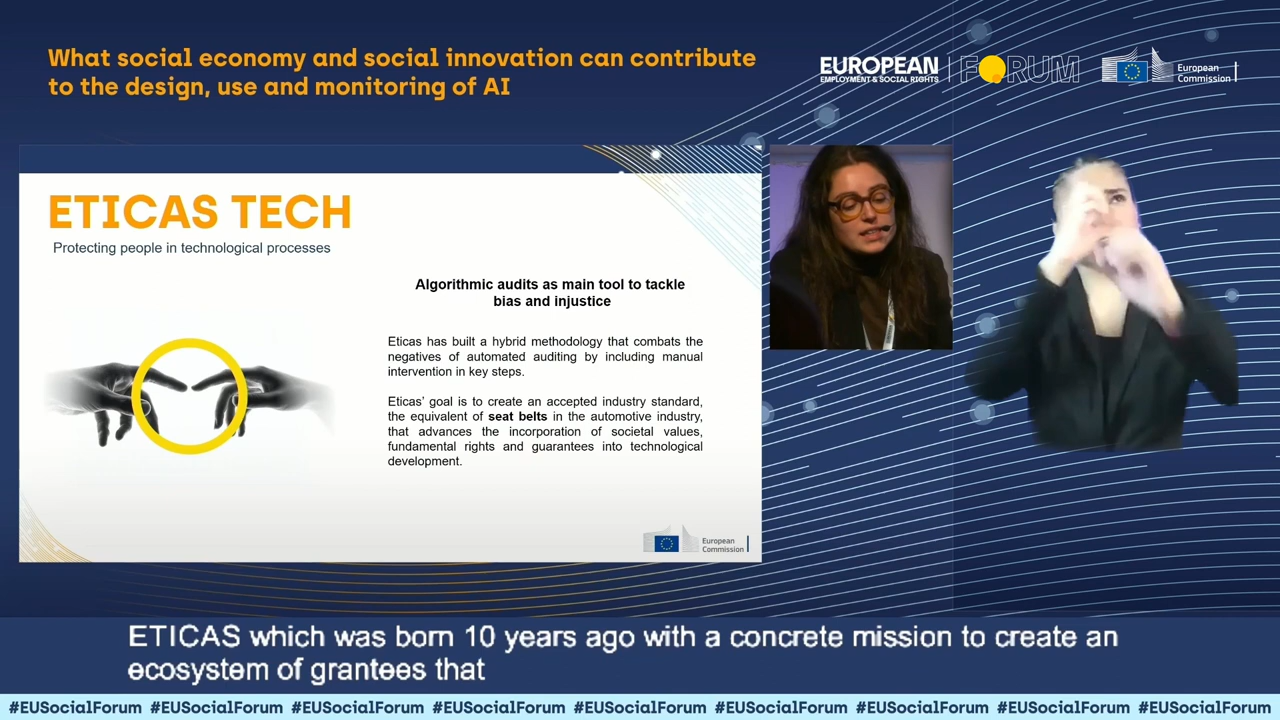 What social economy and social innovation can contribute
to the design, use and monitoring of AI
EUROPEAN
EMPLOYMENT & SOCIAL RIGHTS
FORUM
European
Commission
ETICAS TECH
Protecting people in technological processes
Algorithmic audits as main tool to tackle
bias and injustice
Eticas has built a hybrid methodology that combats the
negatives of automated auditing by including manual
intervention in key steps.
Eticas' goal is to create an accepted industry standard,
the equivalent of seat belts in the automotive industry,
that advances the incorporation of societal values,
fundamental rights and guarantees into technological
development.
European
Commission
ETICAS which was born 10 years ago with a concrete mission to create an
ecosystem of grantees that
#EUSocialForum #EUSocialForum #EUSocialForum #EUSocialForum #EUSocialForum #EUSocialForum #EUSocialForum #EUSocialForum #EUSocialForum